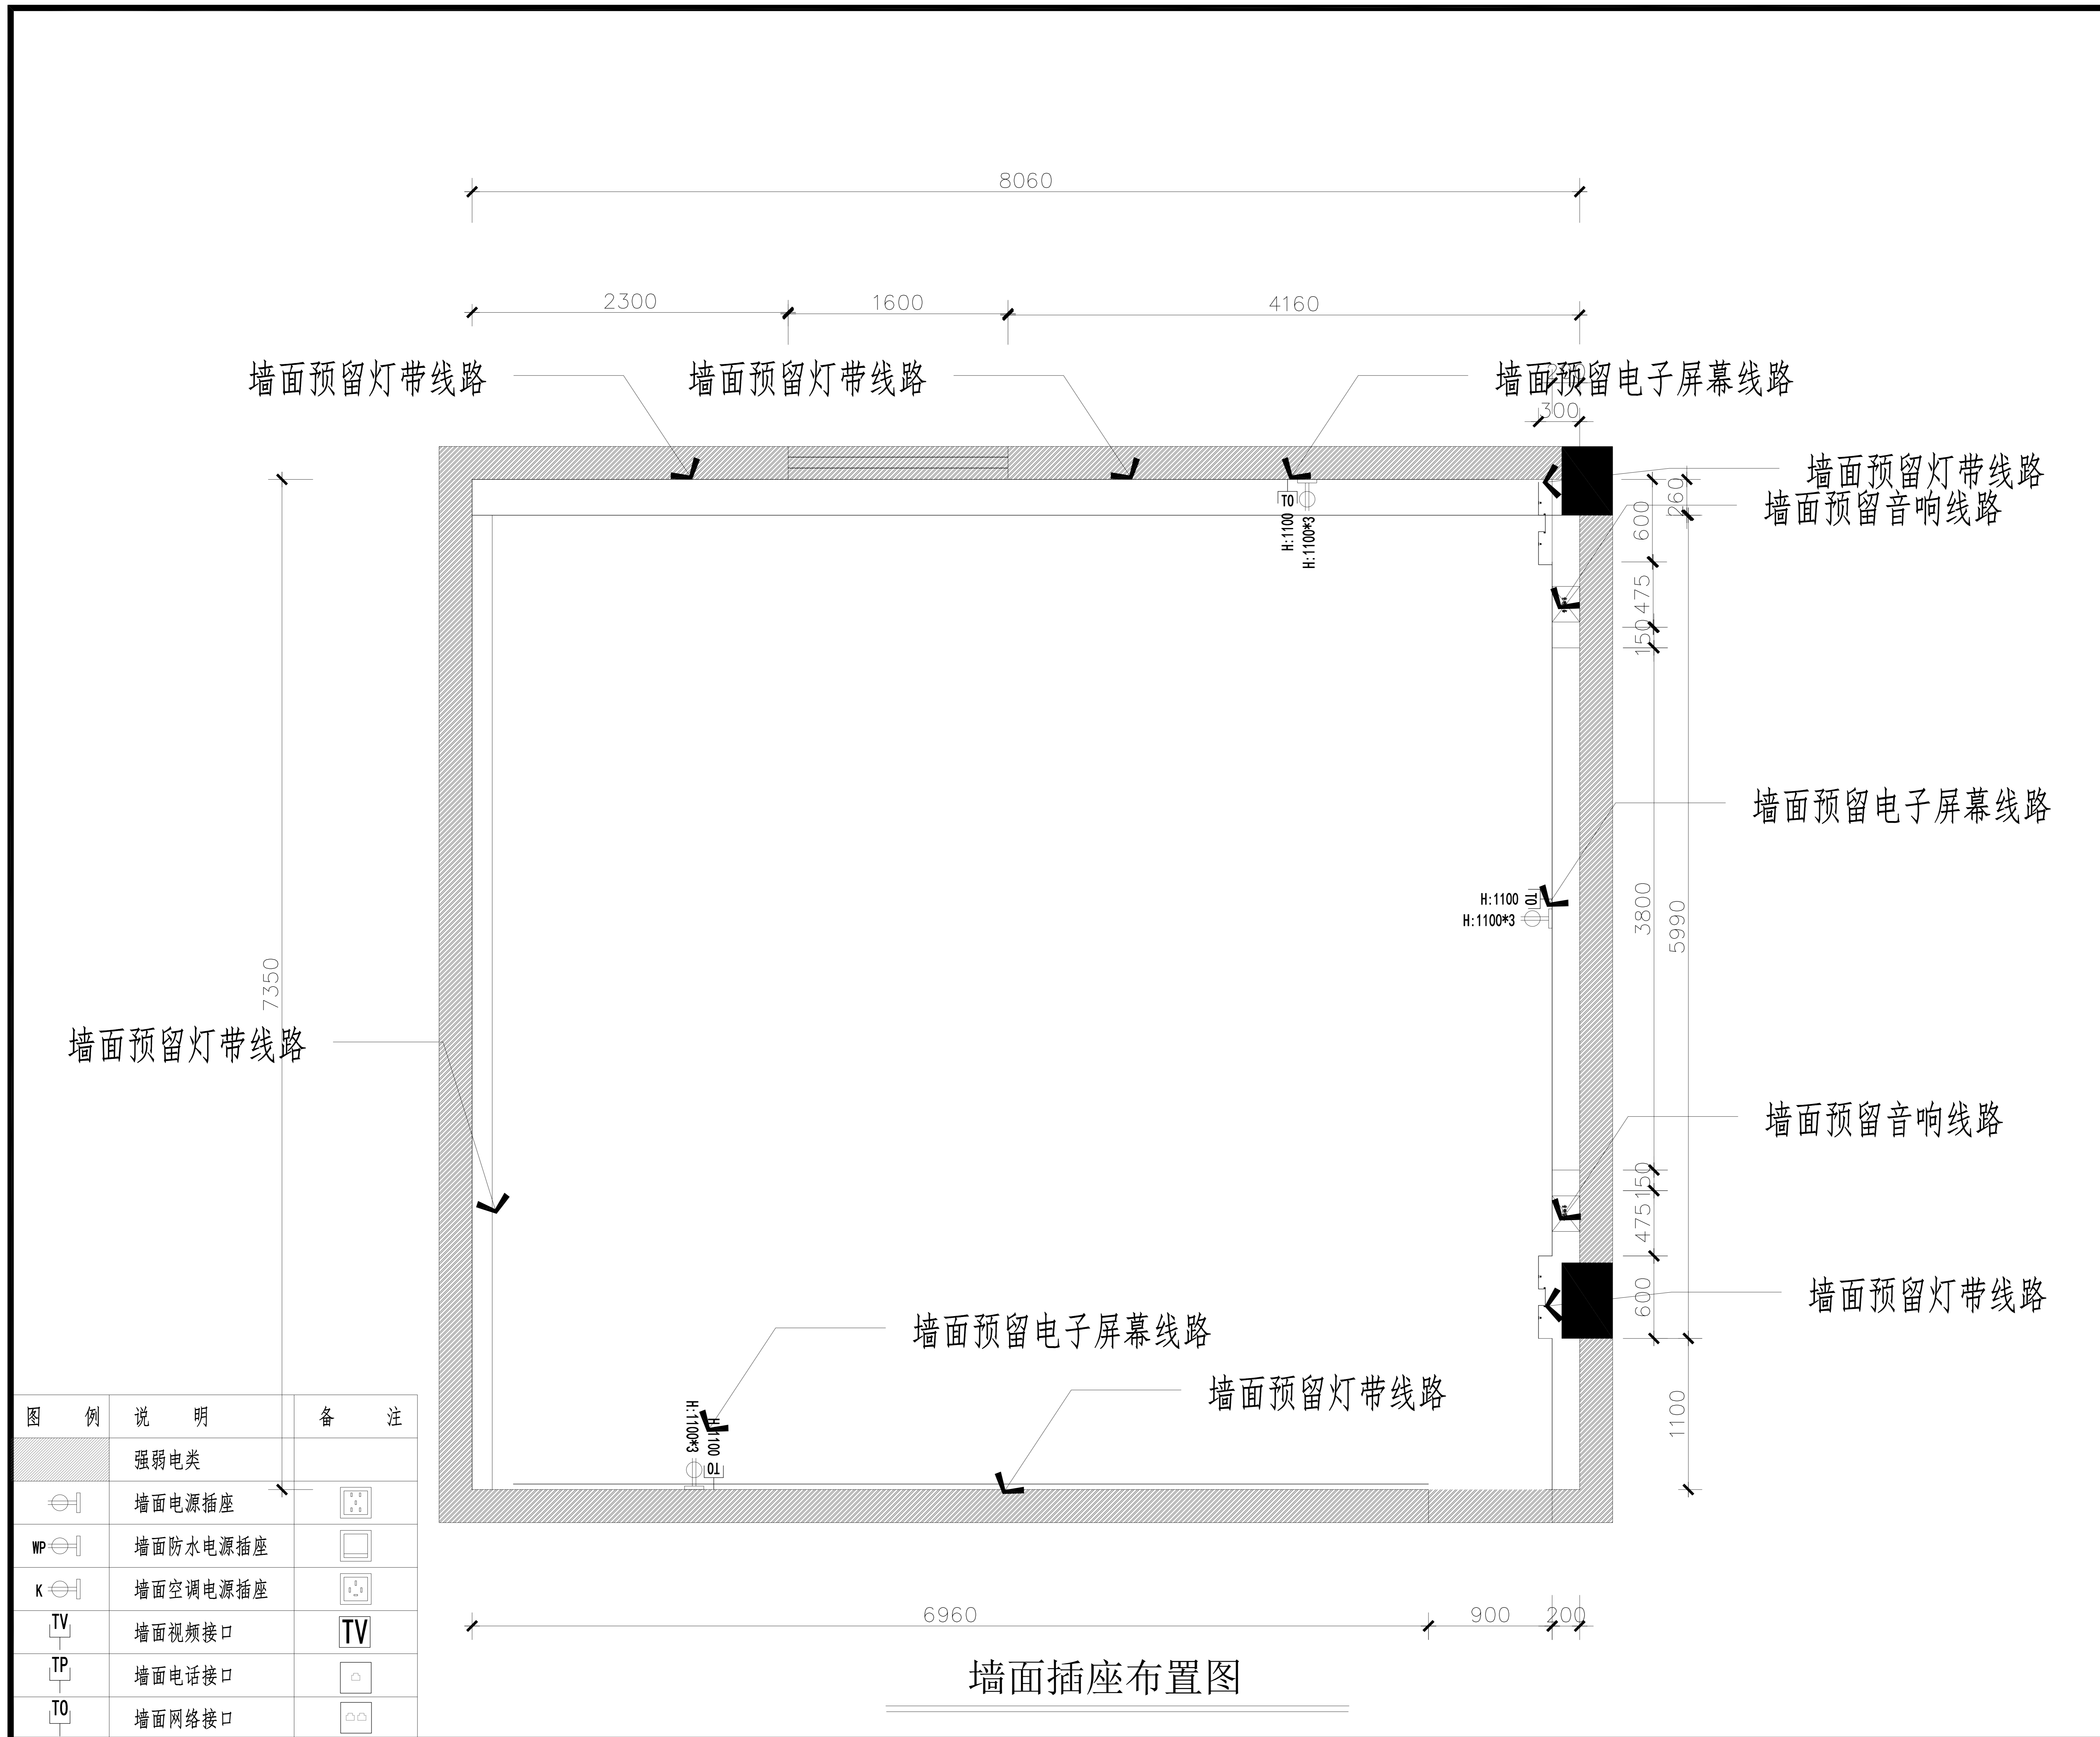 8060
2300
1600
4160
墙面预留灯带线路
墙面预留灯带线路
墙面预留电子屏幕线路
300
墙面预留灯带线路
260
墙面预留音响线路
600
TO
H:1100
H:1100*3
475
150
墙面预留电子屏幕线路
H:1100
TO
H:1100*3
3800
5990
7350
墙面预留灯带线路
墙面预留音响线路
150
475
墙面预留灯带线路
600
墙面预留电子屏幕线路
墙面预留灯带线路
H:1100*3
H:1100
TO
1100
6960
900
200
墙面插座布置图
图 例 说 明 备 注
强弱电类
墙面电源插座
WP 墙面防水电源插座
K 墙面空调电源插座
TV 墙面视频接口 TV
TP 墙面电话接口
TO 墙面网络接口